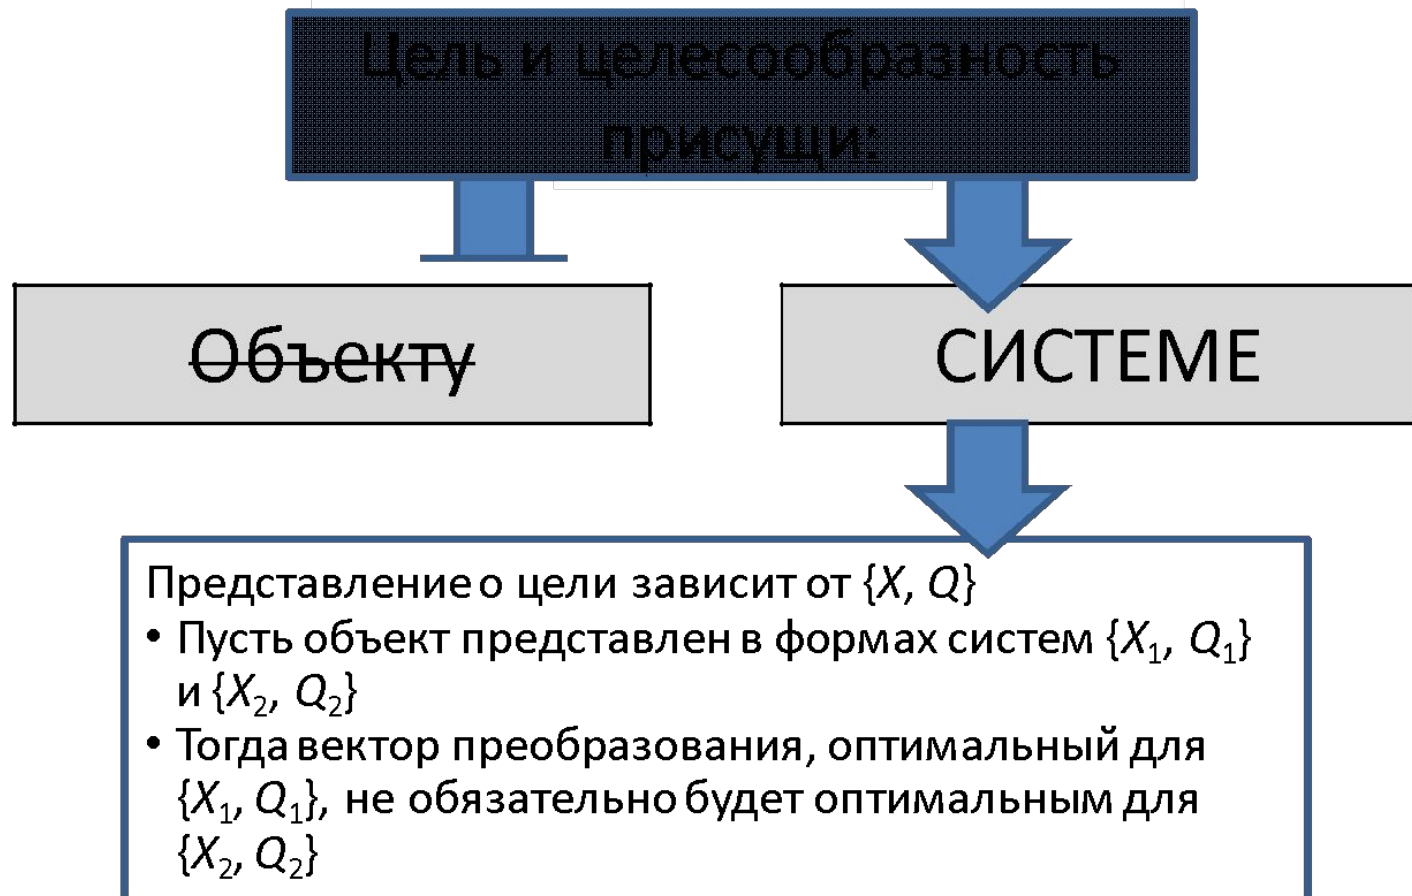 Цель и целесообразность
присущи:
Объекту
СИСТЕМЕ
Представление о цели зависит от {X, Q}
• Пусть объект представлен в формах систем {X₁, Q₁}
и {X₂, Q₂}
• Тогда вектор преобразования, оптимальный для
{X₁, Q₁}, не обязательно будет оптимальным для
{X₂, Q₂}